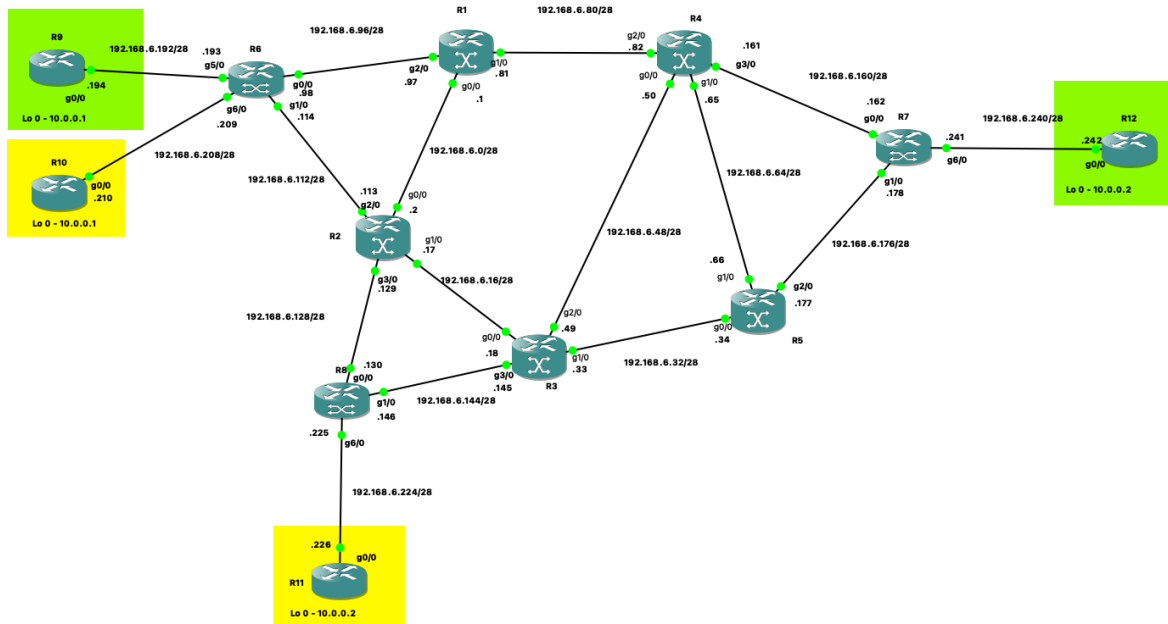 R9
192.168.6.192/28
.193
g5/0
R6
.194
g0/0
Lo 0 - 10.0.0.1
g6/0
.209
g0/0
.98
g1/0
.114
R10
192.168.6.208/28
g0/0
.210
Lo 0 - 10.0.0.1
192.168.6.96/28
R1
g2/0
.97
g1/0
.81
g0/0
.1
192.168.6.80/28
R4
g2/0
.82
.161
g3/0
g0/0
.50
g1/0
.65
192.168.6.160/28
.162
g0/0
R7
.241
g6/0
g1/0
.178
192.168.6.240/28
R12
.242
g0/0
Lo 0 - 10.0.0.2
192.168.6.0/28
192.168.6.112/28
.113
g2/0
g0/0
.2
R2
g1/0
.17
g3/0
.129
192.168.6.64/28
192.168.6.48/28
192.168.6.176/28
192.168.6.16/28
.66
g1/0
g2/0
.177
g0/0
.34
R5
192.168.6.128/28
g2/0
.49
g0/0
.18
g1/0
.33
g3/0
.145
R3
192.168.6.32/28
.130
R8
g0/0
g1/0
.146
192.168.6.144/28
.225
g6/0
192.168.6.224/28
.226
g0/0
R11
Lo 0 - 10.0.0.2